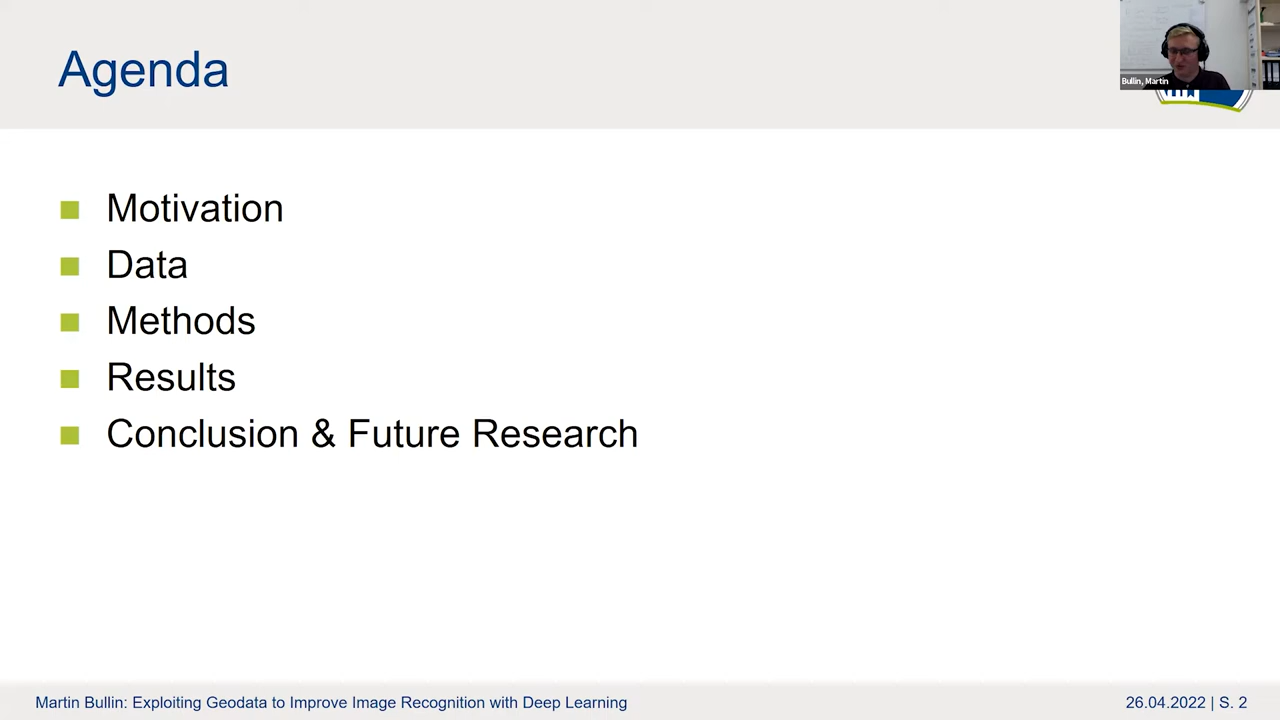 Agenda
Bullin, Martin
Motivation
Data
Methods
Results
Conclusion & Future Research
Martin Bullin: Exploiting Geodata to Improve Image Recognition with Deep Learning
26.04.2022 | S. 2